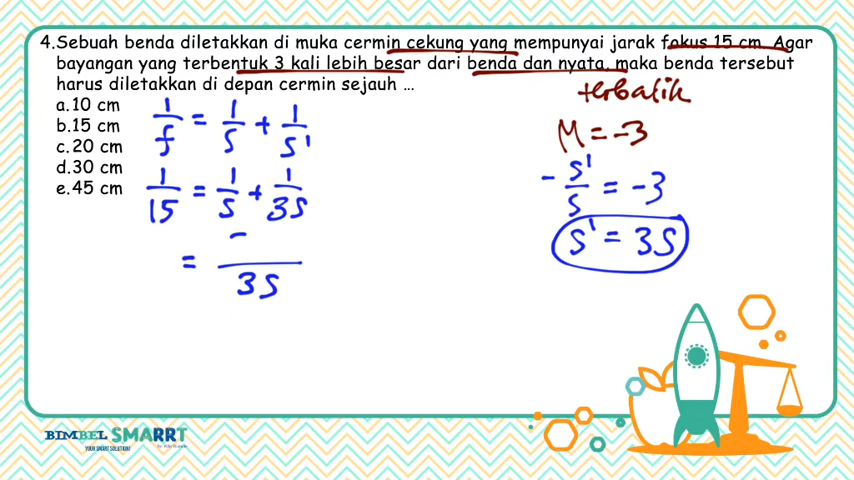 4.Sebuah benda diletakkan di muka cermin cekung yang mempunyai jarak fokus 15 cm. Agar
bayangan yang terbentuk 3 kali lebih besar dari benda dan nyata, maka benda tersebut
harus diletakkan di depan cermin sejauh ...
a.10 cm
b.15 cm
c.20 cm
d.30 cm
e.45 cm
1/f = 1/s + 1/s'
1/15 = 1/s + 1/3s
= /3s
terbalik
M = -3
- s'/s = -3
s' = 3s
BIMBEL SMARRT
YOUR SMART SOLUTION!